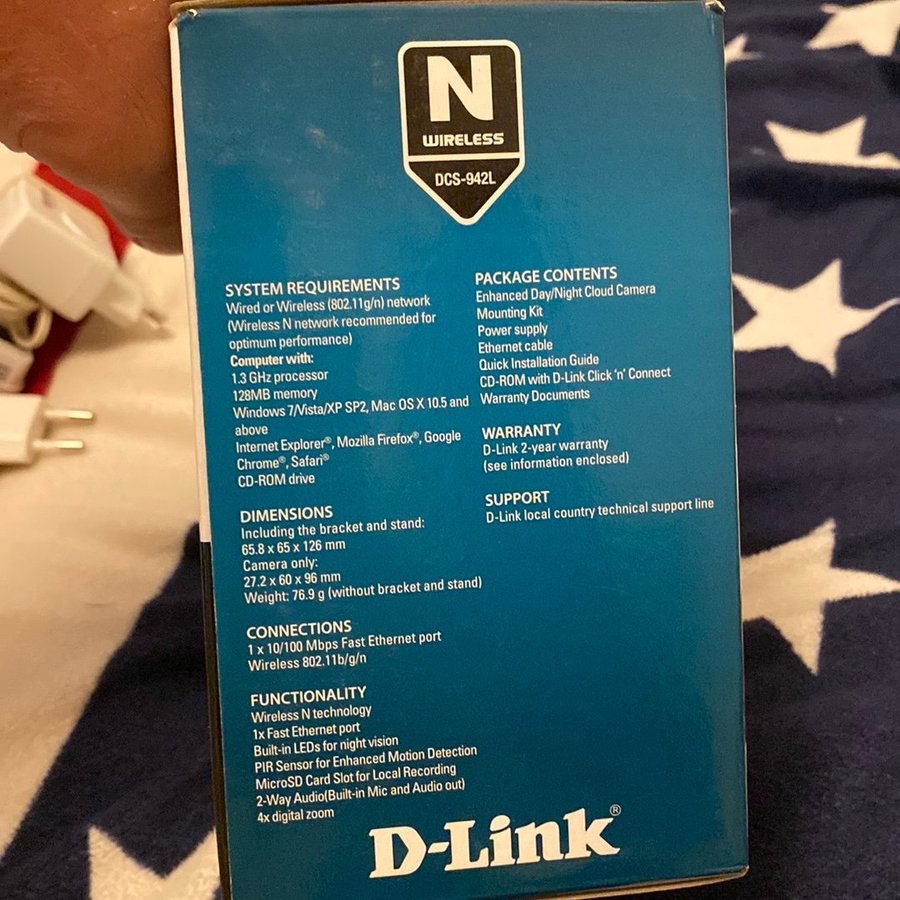 N
WIRELESS
DCS-942L
SYSTEM REQUIREMENTS
Wired or Wireless (802.11g/n) network
(Wireless N network recommended for
optimum performance)
Computer with:
1.3 GHz processor
128MB memory
Windows 7/Vista/XP SP2, Mac OS X 10.5 and
above
Internet Explorer®, Mozilla Firefox®, Google
Chrome®, Safari®
CD-ROM drive
DIMENSIONS
Including the bracket and stand:
65.8 x 65 x 126 mm
Camera only:
27.2 x 60 x 96 mm
Weight: 76.9 g (without bracket and stand)
CONNECTIONS
1 x 10/100 Mbps Fast Ethernet port
Wireless 802.11b/g/n
FUNCTIONALITY
Wireless N technology
1x Fast Ethernet port
Built-in LEDs for night vision
PIR Sensor for Enhanced Motion Detection
MicroSD Card Slot for Local Recording
2-Way Audio(Built-in Mic and Audio out)
4x digital zoom
PACKAGE CONTENTS
Enhanced Day/Night Cloud Camera
Mounting Kit
Power supply
Ethernet cable
Quick Installation Guide
CD-ROM with D-Link Click 'n' Connect
Warranty Documents
WARRANTY
D-Link 2-year warranty
(see information enclosed)
SUPPORT
D-Link local country technical support line
D-Link®